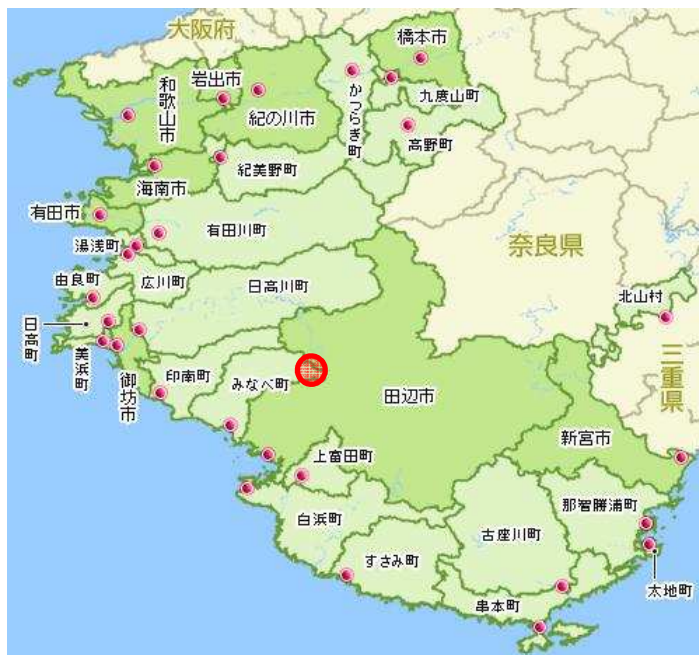 大阪府
橋本市
岩出市
和歌山市
かつらぎ町
九度山町
紀の川市
高野町
紀美野町
海南市
有田市
有田川町
湯浅町
奈良県
広川町
由良町
日高川町
北山村
日高町
美浜町
御坊市
印南町
みなべ町
田辺市
三重県
新宮市
上富田町
那智勝浦町
白浜町
古座川町
すさみ町
太地町
串本町